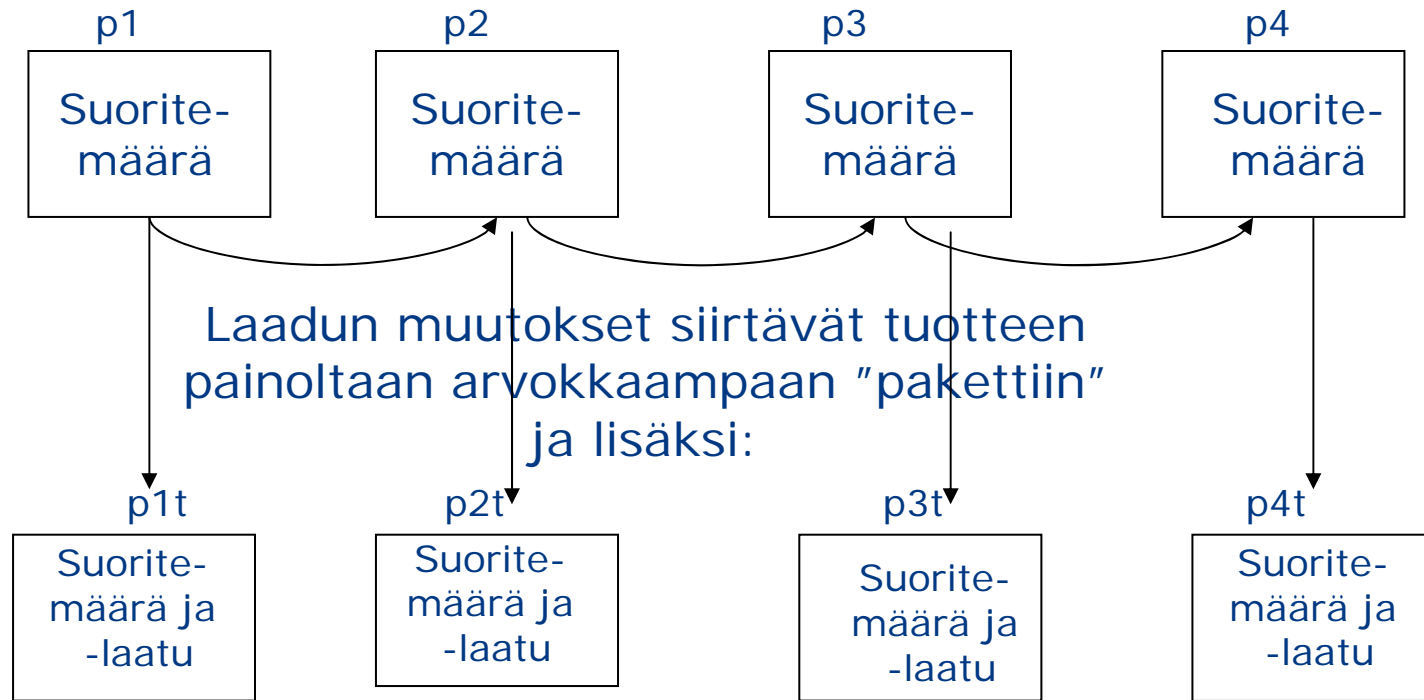 p1
p2
p3
p4
Suorite-
määrä
Suorite-
määrä
Suorite-
määrä
Suorite-
määrä
Laadun muutokset siirtävät tuotteen
painoltaan arvokkaampaan ”pakettiin”
ja lisäksi:
p1t
p2t
p3t
p4t
Suorite-
määrä ja
-laatu
Suorite-
määrä ja
-laatu
Suorite-
määrä ja
-laatu
Suorite-
määrä ja
-laatu